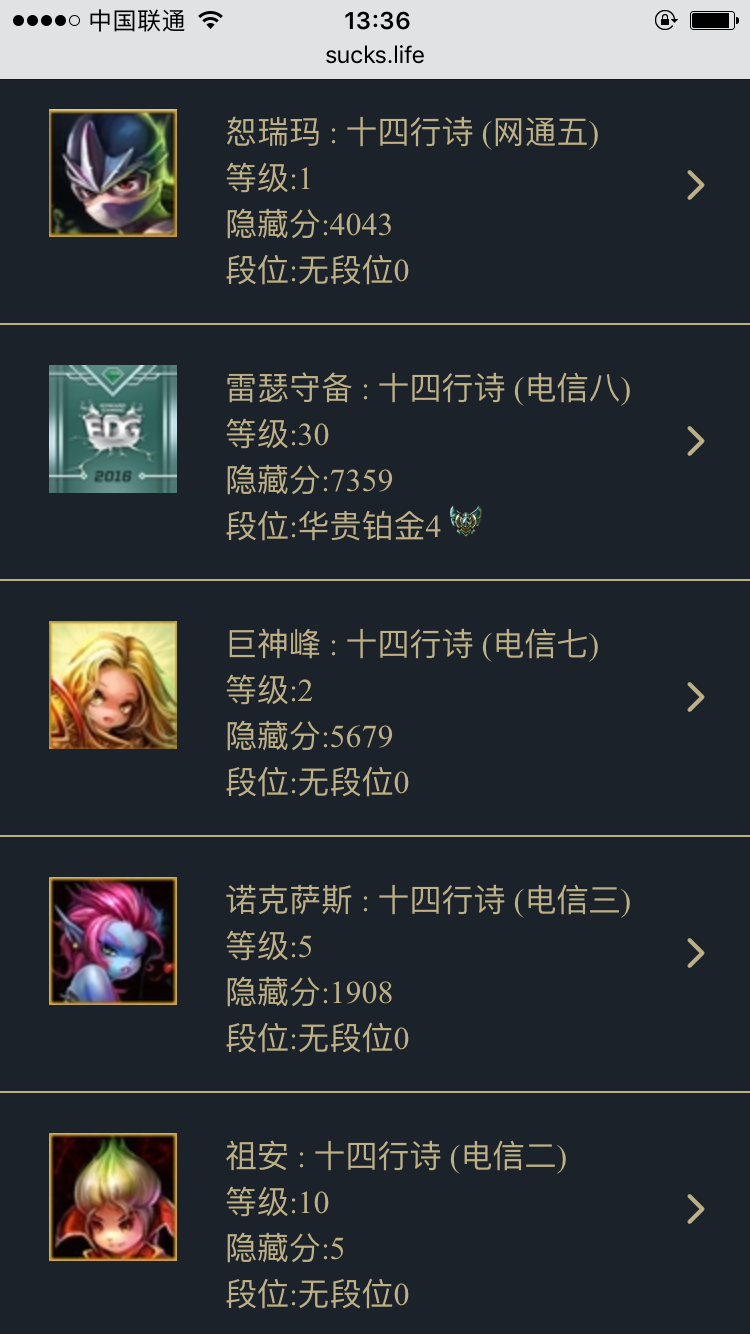 中国联通 13:36
sucks.life
恕瑞玛 : 十四行诗 (网通五)
等级:1
隐藏分:4043
段位:无段位0
雷瑟守备 : 十四行诗 (电信八)
等级:30
隐藏分:7359
段位:华贵铂金4
EDG
2016
巨神峰 : 十四行诗 (电信七)
等级:2
隐藏分:5679
段位:无段位0
诺克萨斯 : 十四行诗 (电信三)
等级:5
隐藏分:1908
段位:无段位0
祖安 : 十四行诗 (电信二)
等级:10
隐藏分:5
段位:无段位0